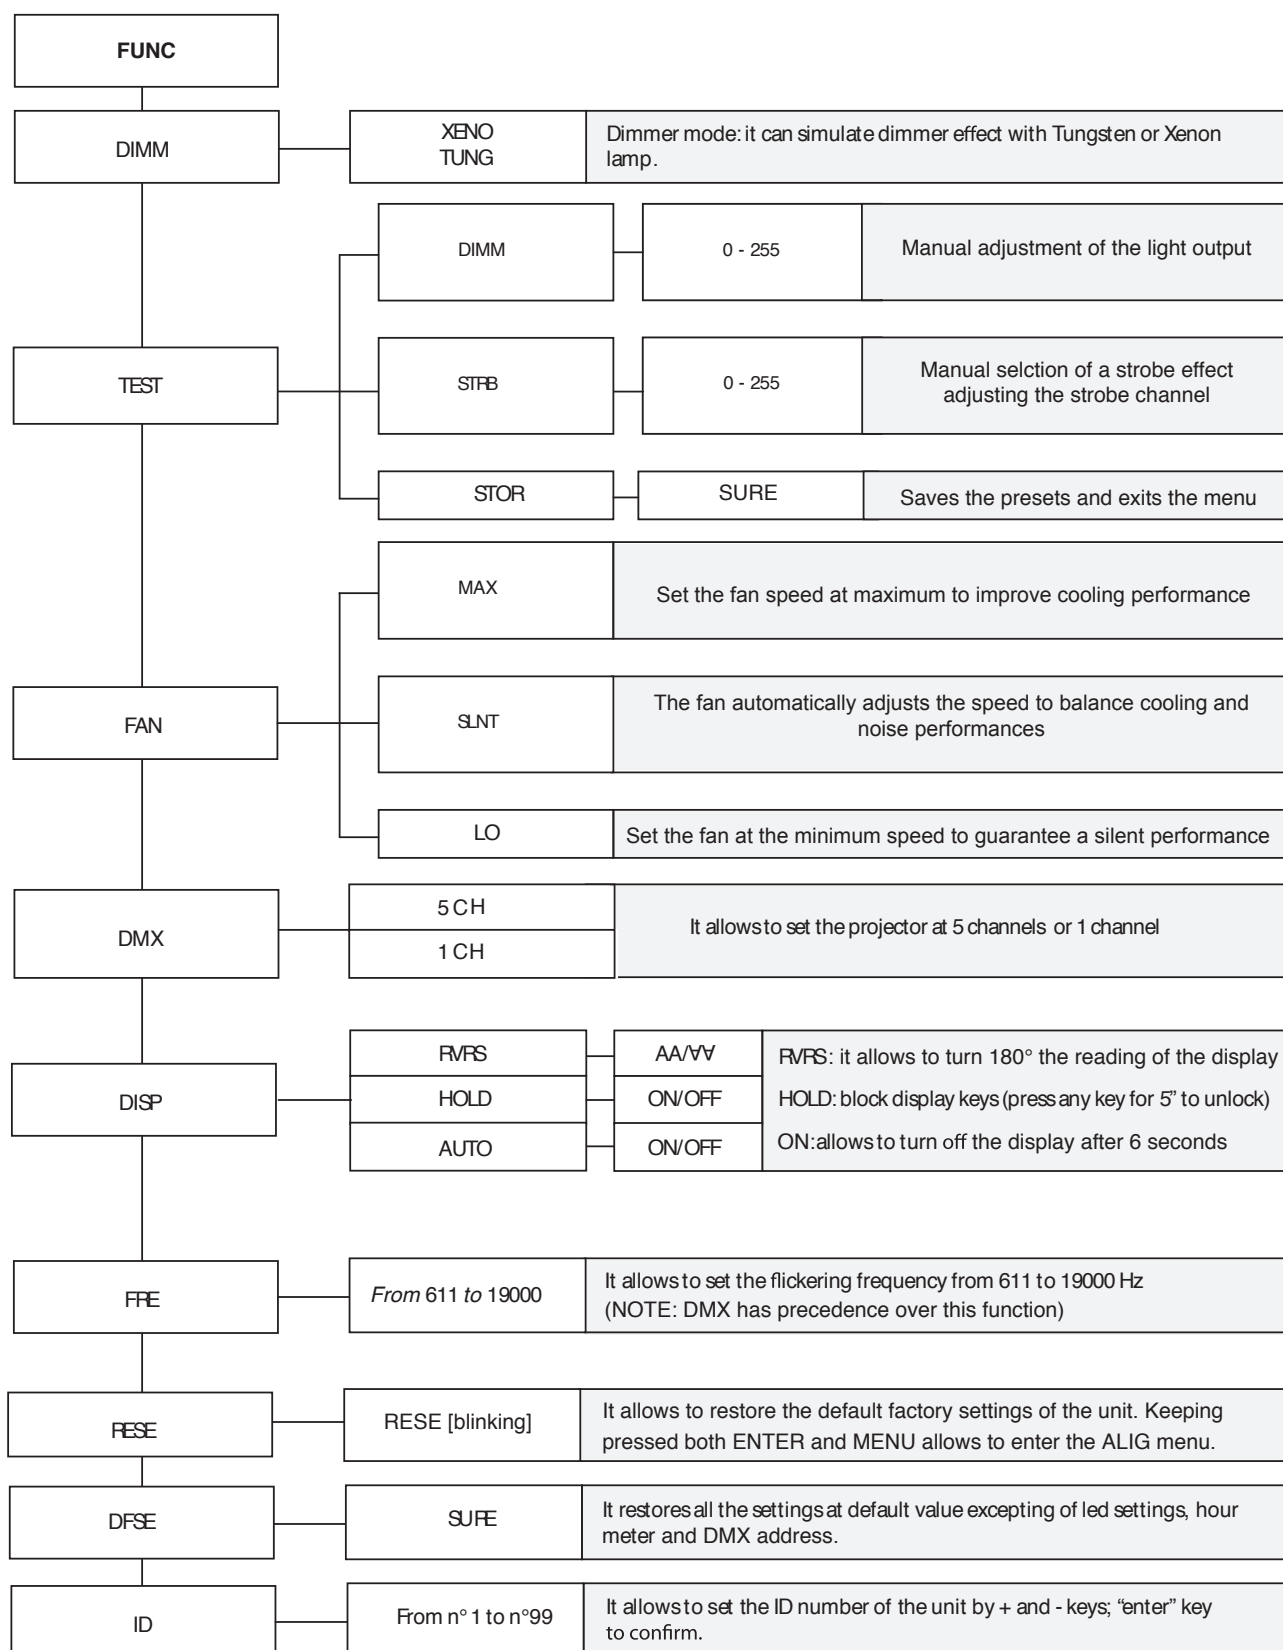 FUNC
DIMM
XENO
TUNG
Dimmer mode: it can simulate dimmer effect with Tungsten or Xenon
lamp.
DIMM
0 - 255
Manual adjustment of the light output
TEST
STRB
0 - 255
Manual selction of a strobe effect
adjusting the strobe channel
STOR
SURE
Saves the presets and exits the menu
MAX
Set the fan speed at maximum to improve cooling performance
FAN
SLNT
The fan automatically adjusts the speed to balance cooling and
noise performances
LO
Set the fan at the minimum speed to guarantee a silent performance
DMX
5 CH
1 CH
It allows to set the projector at 5 channels or 1 channel
DISP
RVRS
AA/∀∀
RVRS: it allows to turn 180° the reading of the display
HOLD
ON/OFF
HOLD: block display keys (press any key for 5” to unlock)
AUTO
ON/OFF
ON:allows to turn off the display after 6 seconds
FRE
From 611 to 19000
It allows to set the flickering frequency from 611 to 19000 Hz
(NOTE: DMX has precedence over this function)
RESE
RESE [blinking]
It allows to restore the default factory settings of the unit. Keeping
pressed both ENTER and MENU allows to enter the ALIG menu.
DFSE
SURE
It restores all the settings at default value excepting of led settings, hour
meter and DMX address.
ID
From n° 1 to n°99
It allows to set the ID number of the unit by + and - keys; “enter” key
to confirm.